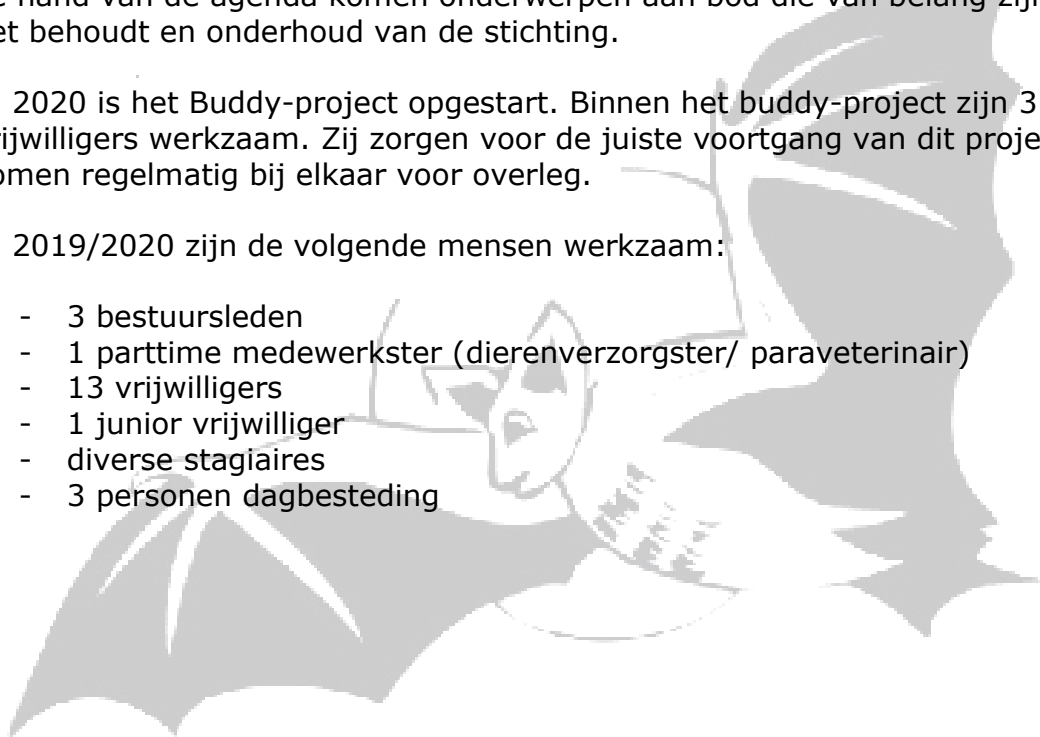 hand van de agenda komen onderwerpen aan bod die van belang zijn
et behoudt en onderhoud van de stichting.
2020 is het Buddy-project opgestart. Binnen het buddy-project zijn 3
rijwilligers werkzaam. Zij zorgen voor de juiste voortgang van dit proje
omen regelmatig bij elkaar voor overleg.
2019/2020 zijn de volgende mensen werkzaam:
- 3 bestuursleden
- 1 parttime medewerkster (dierenverzorgster/ paraveterinair)
- 13 vrijwilligers
- 1 junior vrijwilliger
- diverse stagiaires
- 3 personen dagbesteding